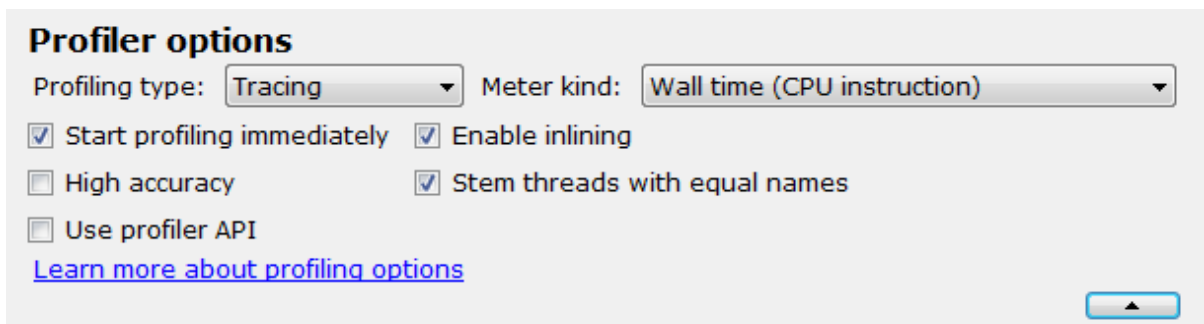 Profiler options
Profiling type: Tracing Meter kind: Wall time (CPU instruction)
Start profiling immediately Enable inlining
High accuracy Stem threads with equal names
Use profiler API
Learn more about profiling options